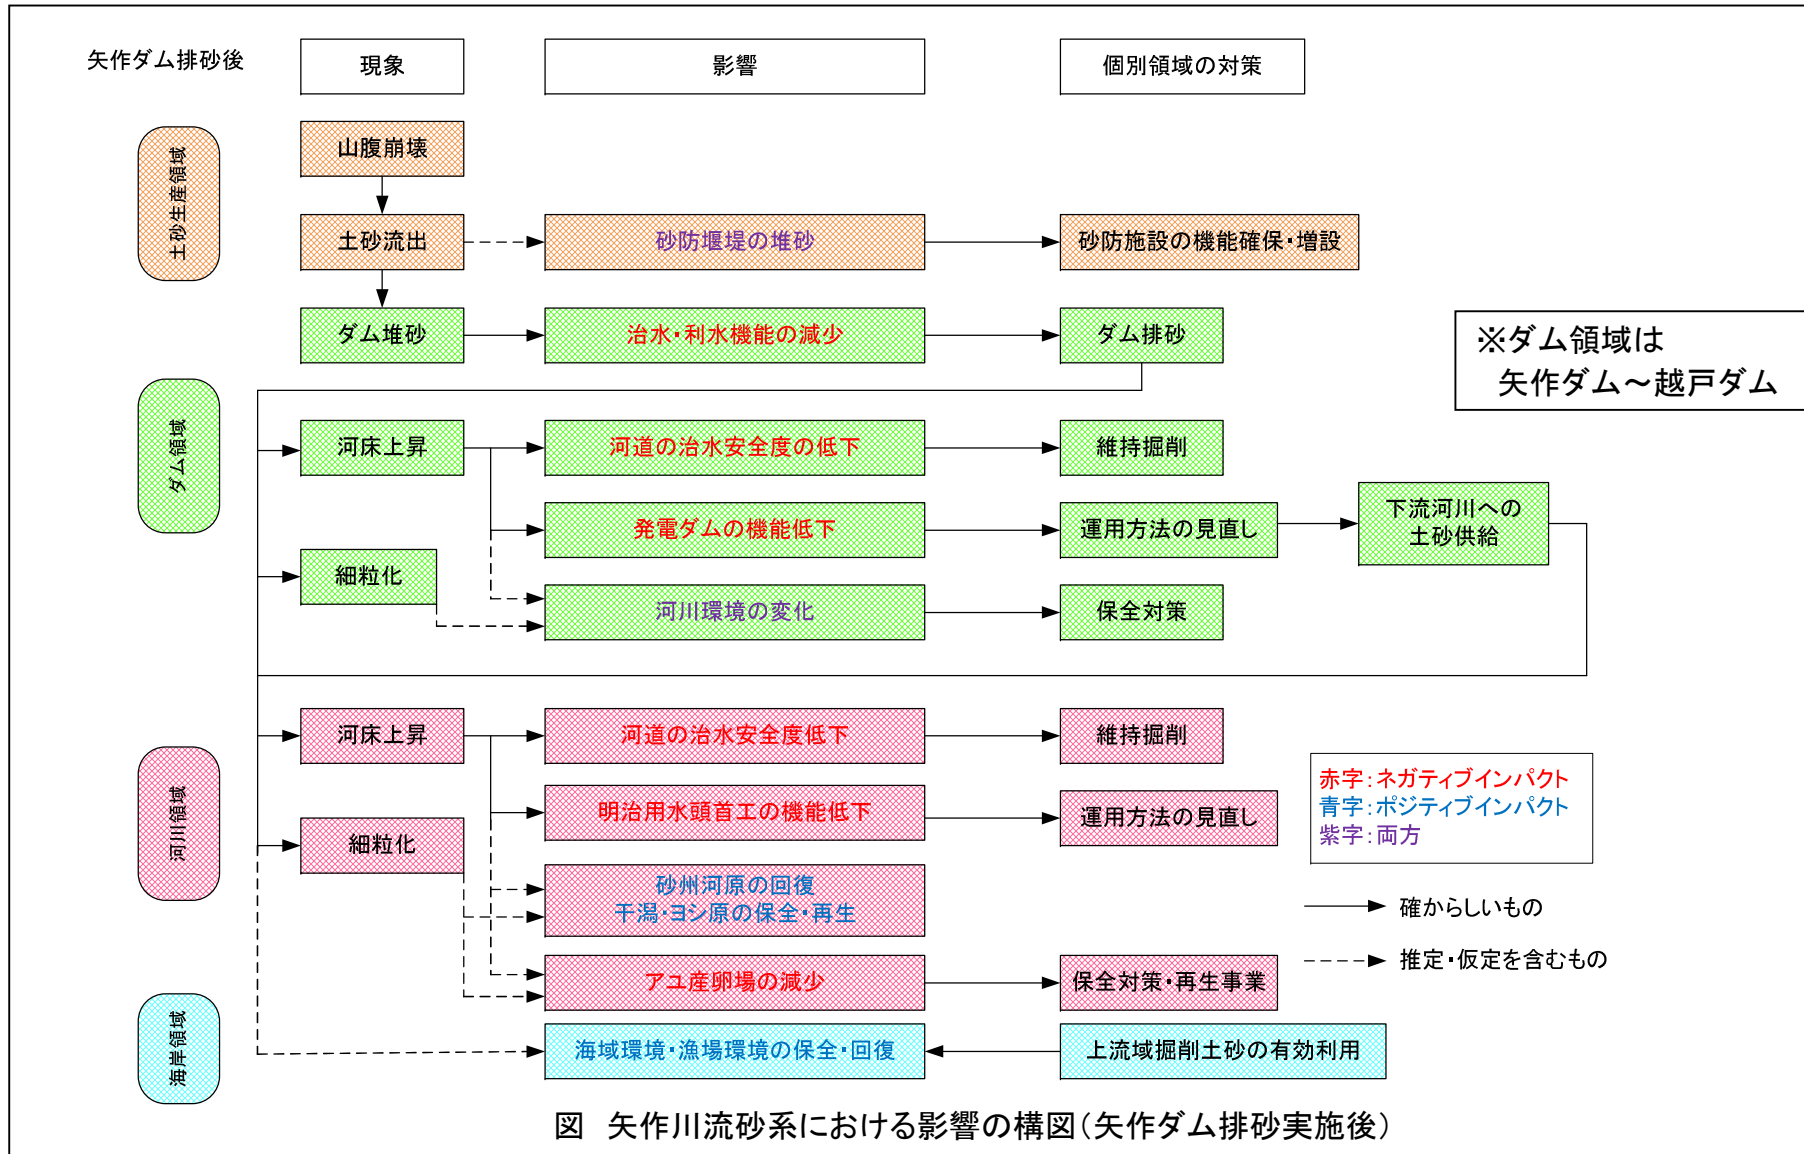 矢作ダム排砂後
現象
影響
個別領域の対策
土砂生産領域
山腹崩壊
土砂流出
砂防堰堤の堆砂
砂防施設の機能確保・増設
ダム堆砂
治水・利水機能の減少
ダム排砂
※ダム領域は
矢作ダム～越戸ダム
ダム領域
河床上昇
河道の治水安全度の低下
維持掘削
発電ダムの機能低下
運用方法の見直し
下流河川への
土砂供給
細粒化
河川環境の変化
保全対策
河川領域
河床上昇
河道の治水安全度低下
維持掘削
明治用水頭首工の機能低下
運用方法の見直し
細粒化
砂州河原の回復
干潟・ヨシ原の保全・再生
アユ産卵場の減少
保全対策・再生事業
赤字：ネガティブインパクト
青字：ポジティブインパクト
紫字：両方
確からしいもの
推定・仮定を含むもの
海岸領域
海域環境・漁場環境の保全・回復
上流域掘削土砂の有効利用
図　矢作川流砂系における影響の構図（矢作ダム排砂実施後）